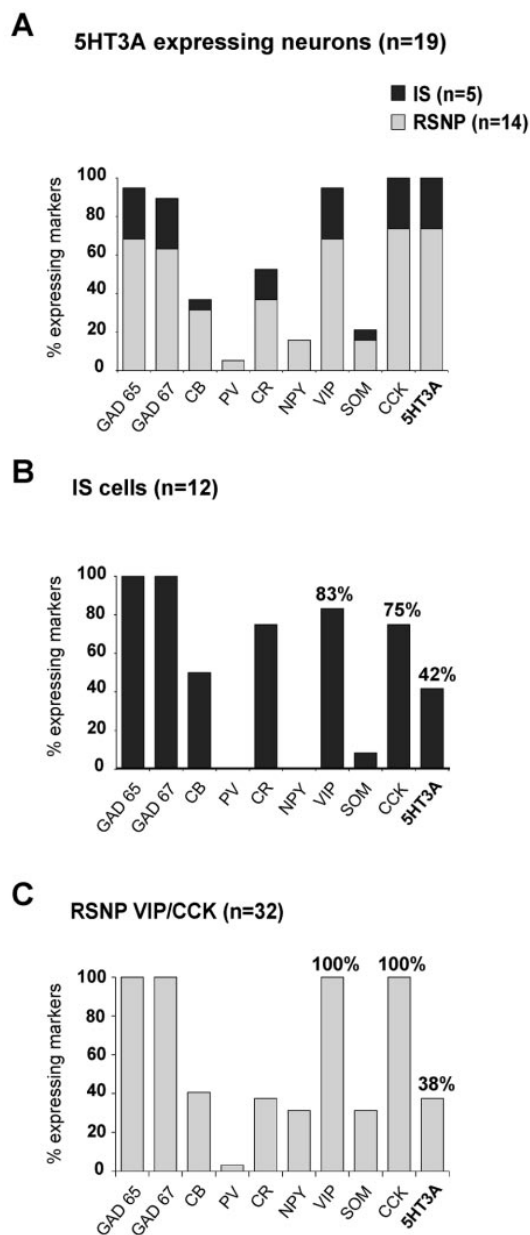 A
5HT3A expressing neurons (n=19)
IS (n=5)
RSNP (n=14)
% expressing markers
100
80
60
40
20
0
GAD 65
GAD 67
CB
PV
CR
NPY
VIP
SOM
CCK
5HT3A
B
IS cells (n=12)
% expressing markers
100
80
60
40
20
0
83%
75%
42%
GAD 65
GAD 67
CB
PV
CR
NPY
VIP
SOM
CCK
5HT3A
C
RSNP VIP/CCK (n=32)
% expressing markers
100
80
60
40
20
0
100%
100%
38%
GAD 65
GAD 67
CB
PV
CR
NPY
VIP
SOM
CCK
5HT3A